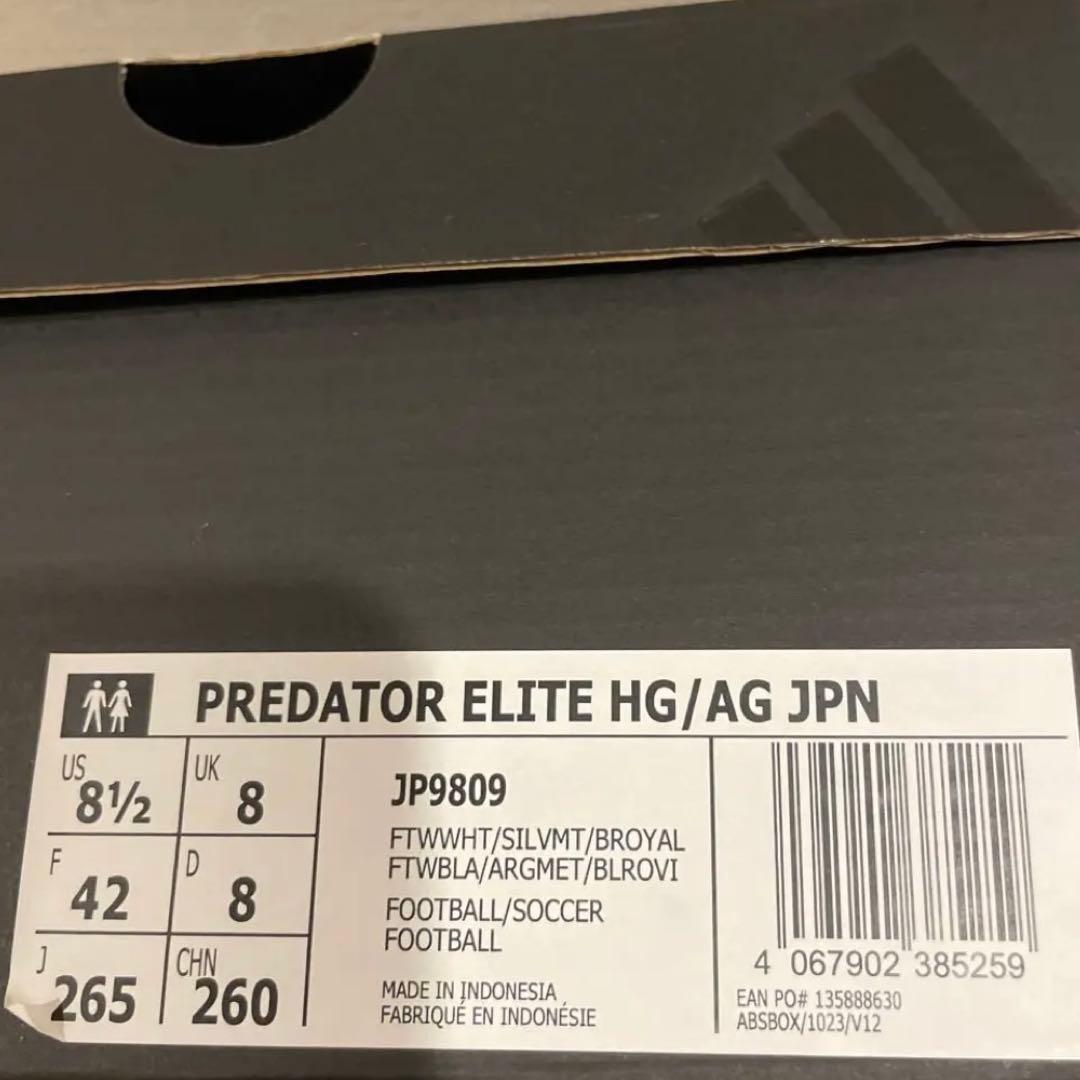 PREDATOR ELITE HG/AG JPN
US 8½ UK 8
F 42 D 8
J 265 CHN 260
JP9809
FTWWHT/SILVMT/BROYAL
FTWBLA/ARGMET/BLROVI
FOOTBALL/SOCCER
FOOTBALL
MADE IN INDONESIA
FABRIQUÉ EN INDONÉSIE
4 067902 385259
EAN PO# 135888630
ABSBOX/1023/V12